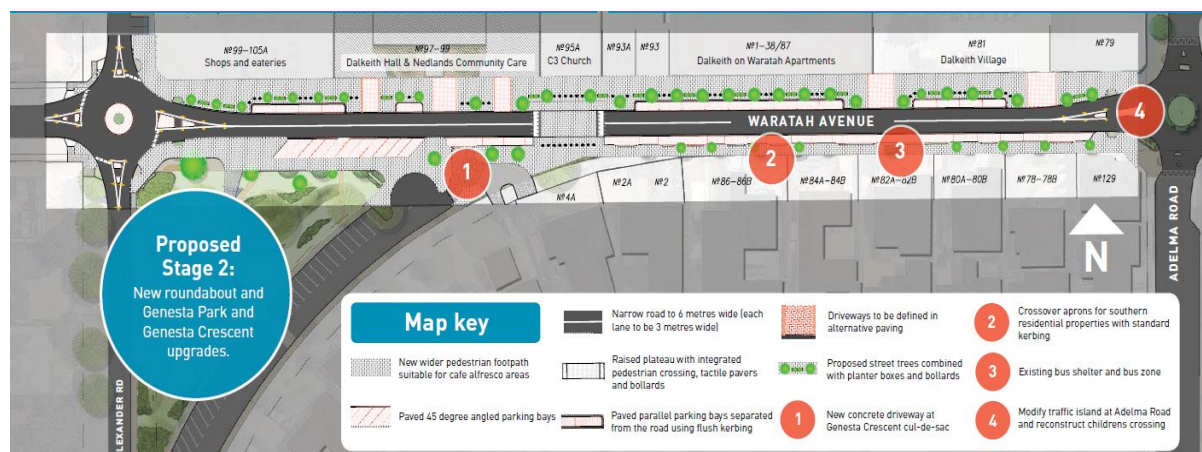 №99-105A
Shops and eateries
№97-99
Dalkeith Hall & Nedlands Community Care
№95A
C3 Church
№93A
№93
№1-38/87
Dalkeith on Waratah Apartments
№81
Dalkeith Village
№79
WARATAH AVENUE
4
1
2
3
№4A
№2A
№2
№86-86B
№84A-84B
№82A-82B
№80A-80B
№78-78B
№129
N
ADELMA ROAD
LEXANDER RD
Proposed
Stage 2:
New roundabout and
Genesta Park and
Genesta Crescent
upgrades.
Map key
Narrow road to 6 metres wide (each
lane to be 3 metres wide)
Driveways to be defined in
alternative paving
2
Crossover aprons for southern
residential properties with standard
kerbing
New wider pedestrian footpath
suitable for cafe alfresco areas
Raised plateau with integrated
pedestrian crossing, tactile pavers
and bollards
Proposed street trees combined
with planter boxes and bollards
3
Existing bus shelter and bus zone
Paved 45 degree angled parking bays
Paved parallel parking bays separated
from the road using flush kerbing
1
New concrete driveway at
Genesta Crescent cul-de-sac
4
Modify traffic island at Adelma Road
and reconstruct childrens crossing